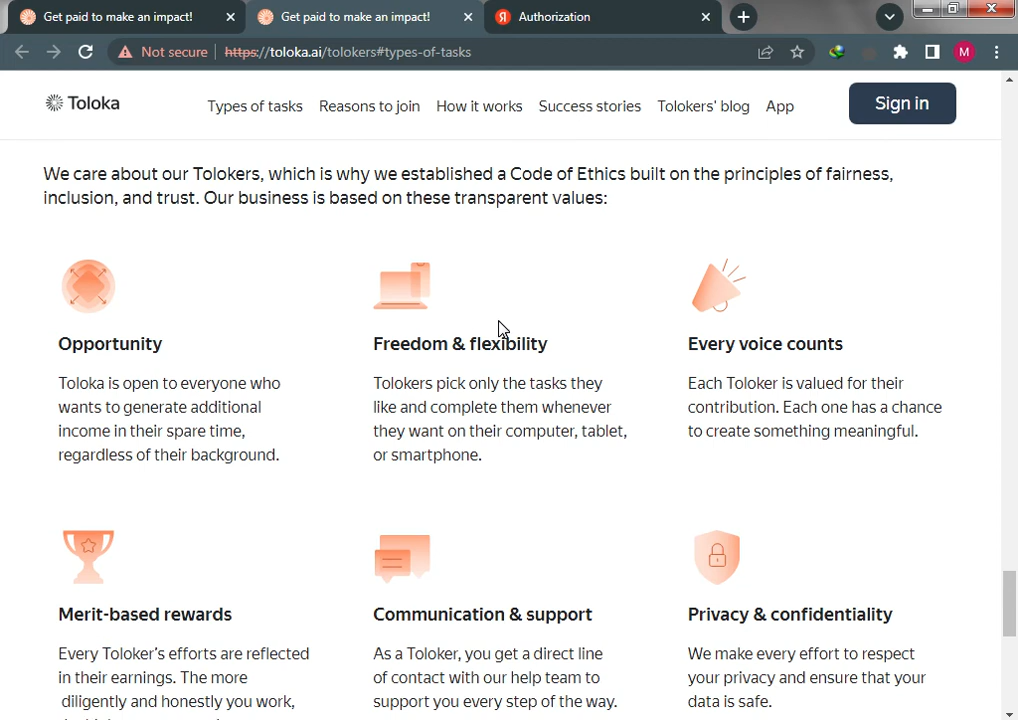 Get paid to make an impact!
Get paid to make an impact!
Я Authorization
Not secure https://toloka.ai/tolokers#types-of-tasks
M
Toloka
Types of tasks Reasons to join How it works Success stories Tolokers' blog App
Sign in
We care about our Tolokers, which is why we established a Code of Ethics built on the principles of fairness,
inclusion, and trust. Our business is based on these transparent values:
Opportunity
Toloka is open to everyone who
wants to generate additional
income in their spare time,
regardless of their background.
Freedom & flexibility
Tolokers pick only the tasks they
like and complete them whenever
they want on their computer, tablet,
or smartphone.
Every voice counts
Each Toloker is valued for their
contribution. Each one has a chance
to create something meaningful.
Merit-based rewards
Every Toloker's efforts are reflected
in their earnings. The more
diligently and honestly you work,
Communication & support
As a Toloker, you get a direct line
of contact with our help team to
support you every step of the way.
Privacy & confidentiality
We make every effort to respect
your privacy and ensure that your
data is safe.